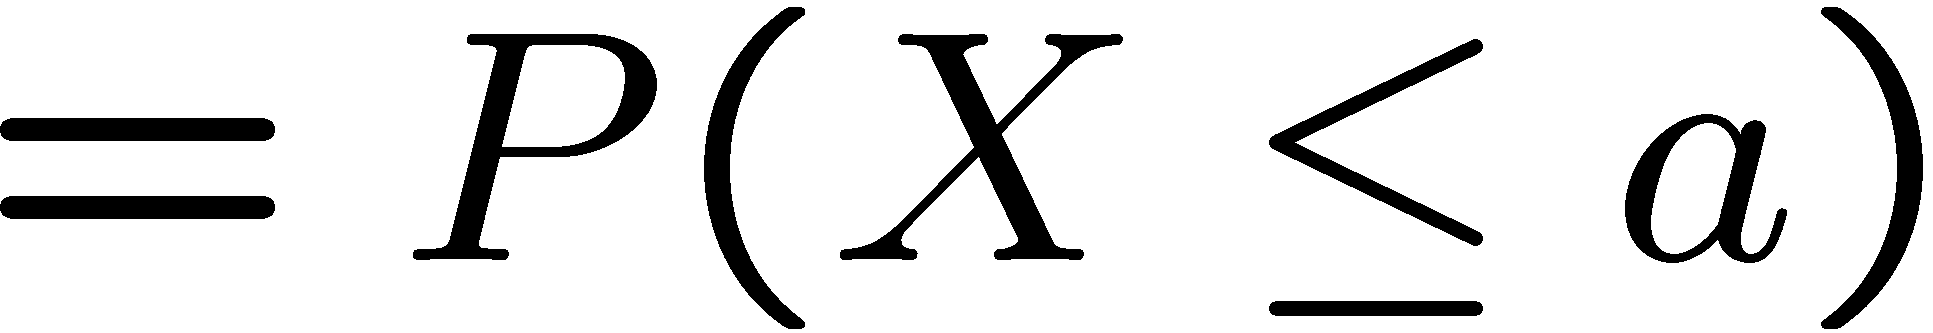 = P(X ≤ a)